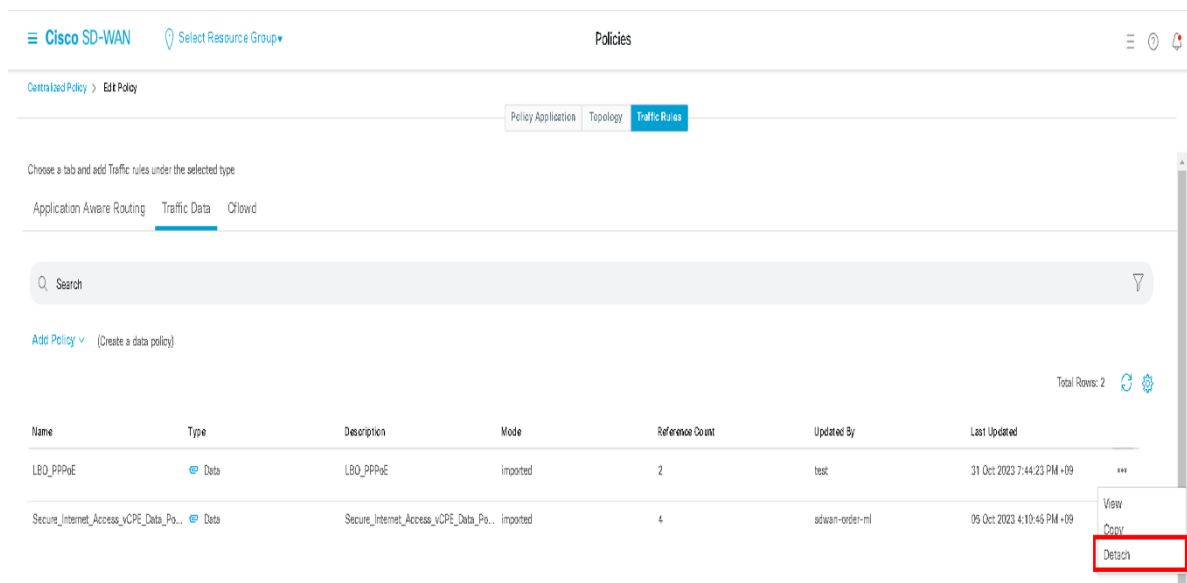 Cisco SD-WAN Select Resource Group▾ Policies
Centralized Policy > Edit Policy
Policy Application Topology Traffic Rules
Choose a tab and add Traffic rules under the selected type
Application Aware Routing Traffic Data Cflowd
Search
Add Policy (Create a data policy)
Total Rows: 2
Name Type Description Mode Reference Count Updated By Last Updated
LBO_PPPoE Data LBO_PPPoE imported 2 test 31 Oct 2023 7:44:23 PM +09
Secure_Internet_Access_vCPE_Data_Po... Data Secure_Internet_Access_vCPE_Data_Po... imported 4 sdwan-order-ml 05 Oct 2023 4:10:46 PM +09
View
Copy
Detach